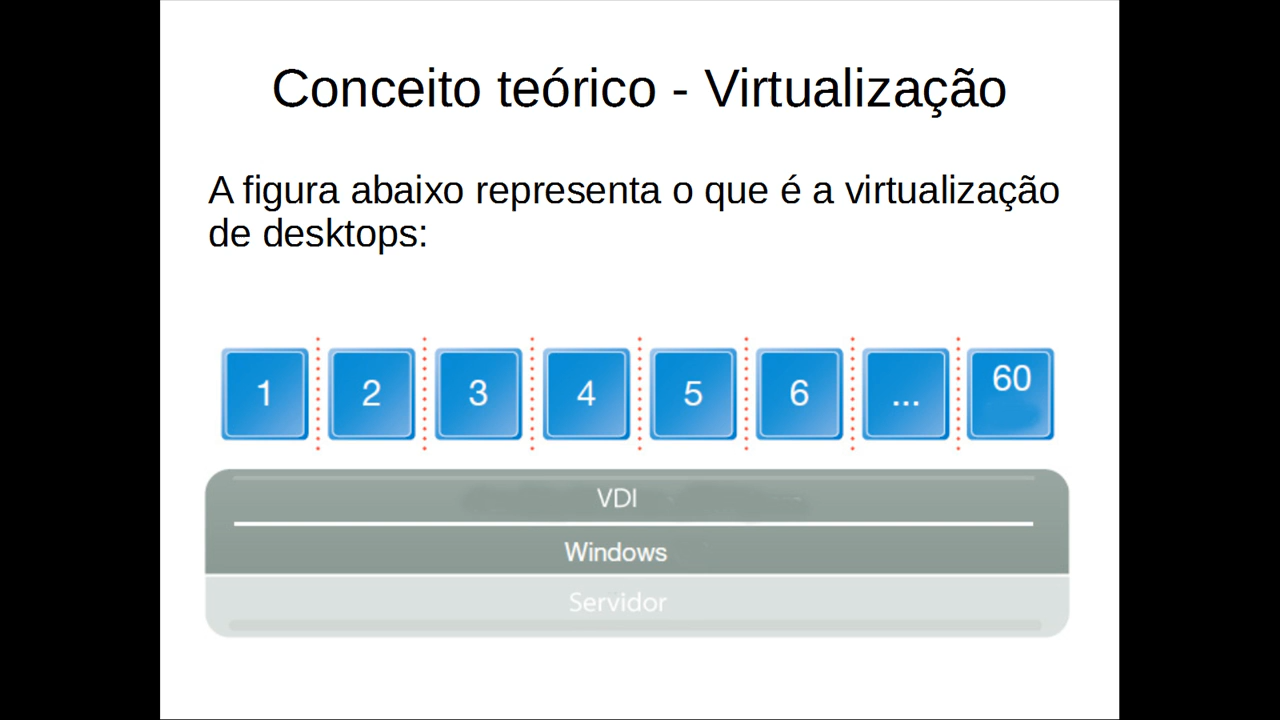 Conceito teórico - Virtualização
A figura abaixo representa o que é a virtualização
de desktops:
1 2 3 4 5 6 ... 60
VDI
Windows
Servidor